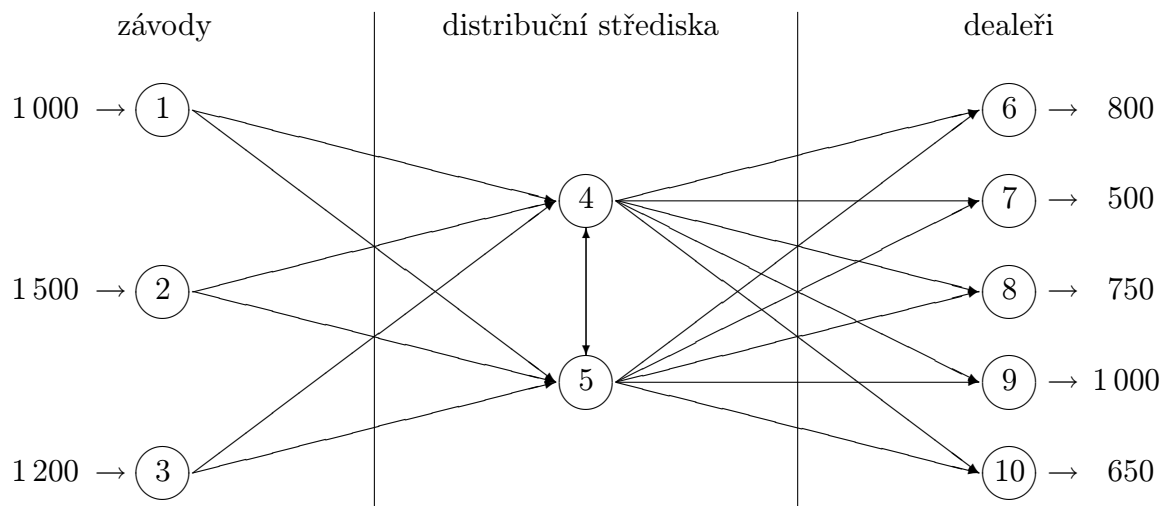 závody distribuční střediska dealeři
1 000 → 1 6 → 800
4 7 → 500
1 500 → 2 8 → 750
5 9 → 1 000
1 200 → 3 10 → 650